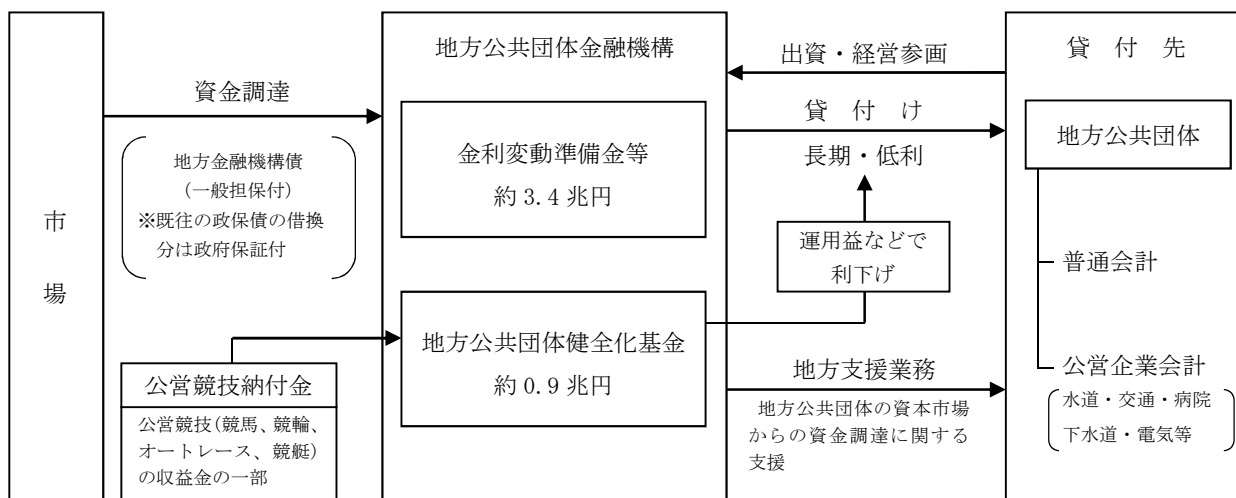 市
場
資金調達
地方金融機構債
(一般担保付)
※既往の政保債の借換
分は政府保証付
公営競技納付金
公営競技(競馬、競輪、
オートレース、競艇)
の収益金の一部
地方公共団体金融機構
金利変動準備金等
約3.4兆円
地方公共団体健全化基金
約0.9兆円
出資・経営参画
貸 付 け
長期・低利
運用益などで
利下げ
地方支援業務
地方公共団体の資本市場
からの資金調達に関する
支援
貸 付 先
地方公共団体
普通会計
公営企業会計
水道・交通・病院
下水道・電気等